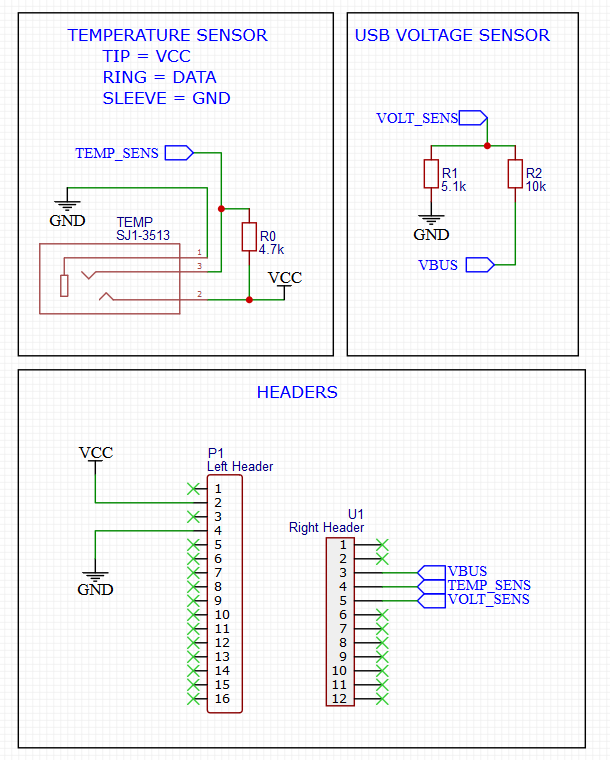 TEMPERATURE SENSOR
TIP = VCC
RING = DATA
SLEEVE = GND
TEMP_SENS
GND
TEMP
SJ1-3513
1
3
2
R0
4.7k
VCC
USB VOLTAGE SENSOR
VOLT_SENS
R1
5.1k
R2
10k
GND
VBUS
HEADERS
VCC
GND
P1
Left Header
1
2
3
4
5
6
7
8
9
10
11
12
13
14
15
16
U1
Right Header
1
2
3
4
5
6
7
8
9
10
11
12
VBUS
TEMP_SENS
VOLT_SENS